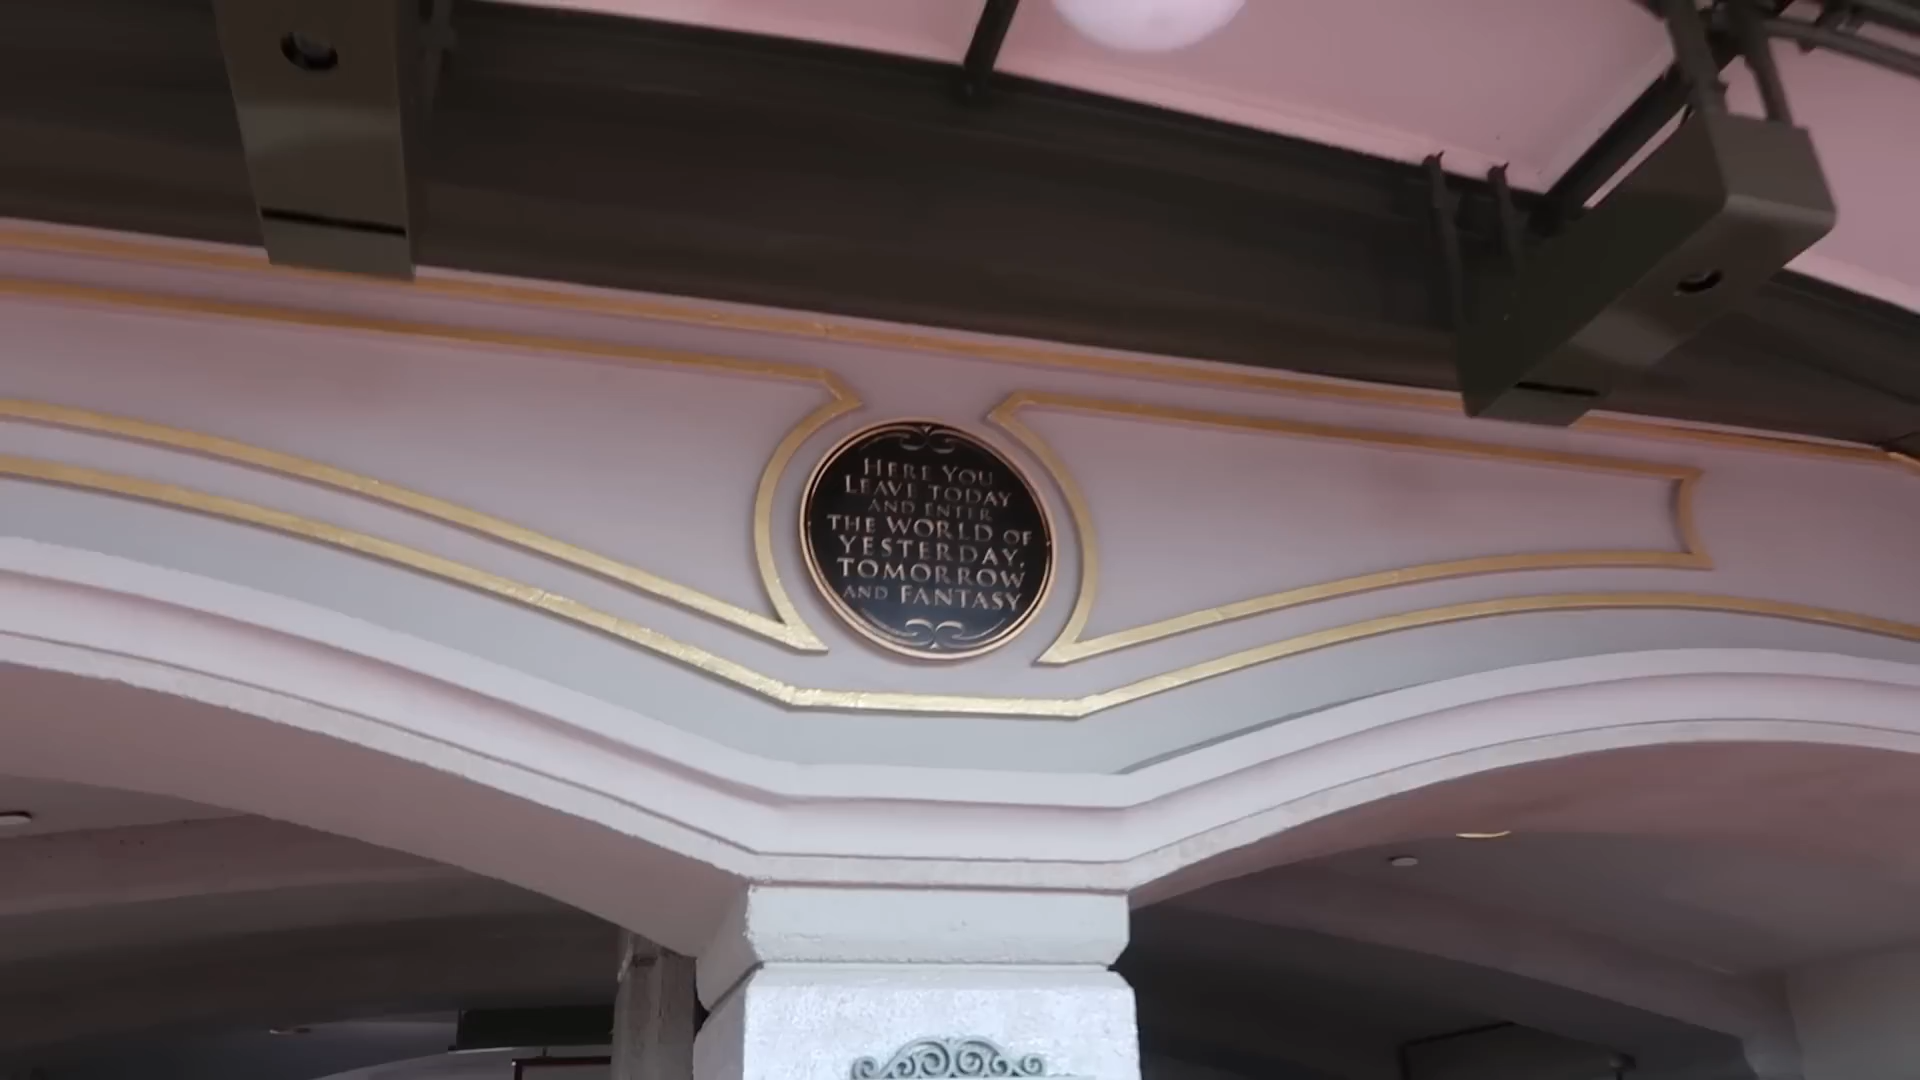 HERE YOU
LEAVE TODAY
AND ENTER
THE WORLD OF
YESTERDAY,
TOMORROW
AND FANTASY